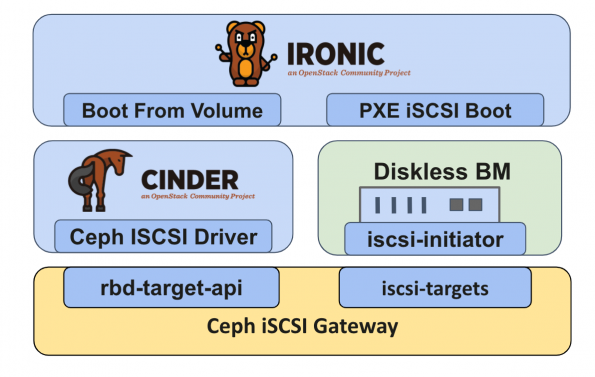 IRONIC
an OpenStack Community Project
Boot From Volume
PXE iSCSI Boot
CINDER
an OpenStack Community Project
Ceph ISCSI Driver
Diskless BM
iscsi-initiator
rbd-target-api
iscsi-targets
Ceph iSCSI Gateway